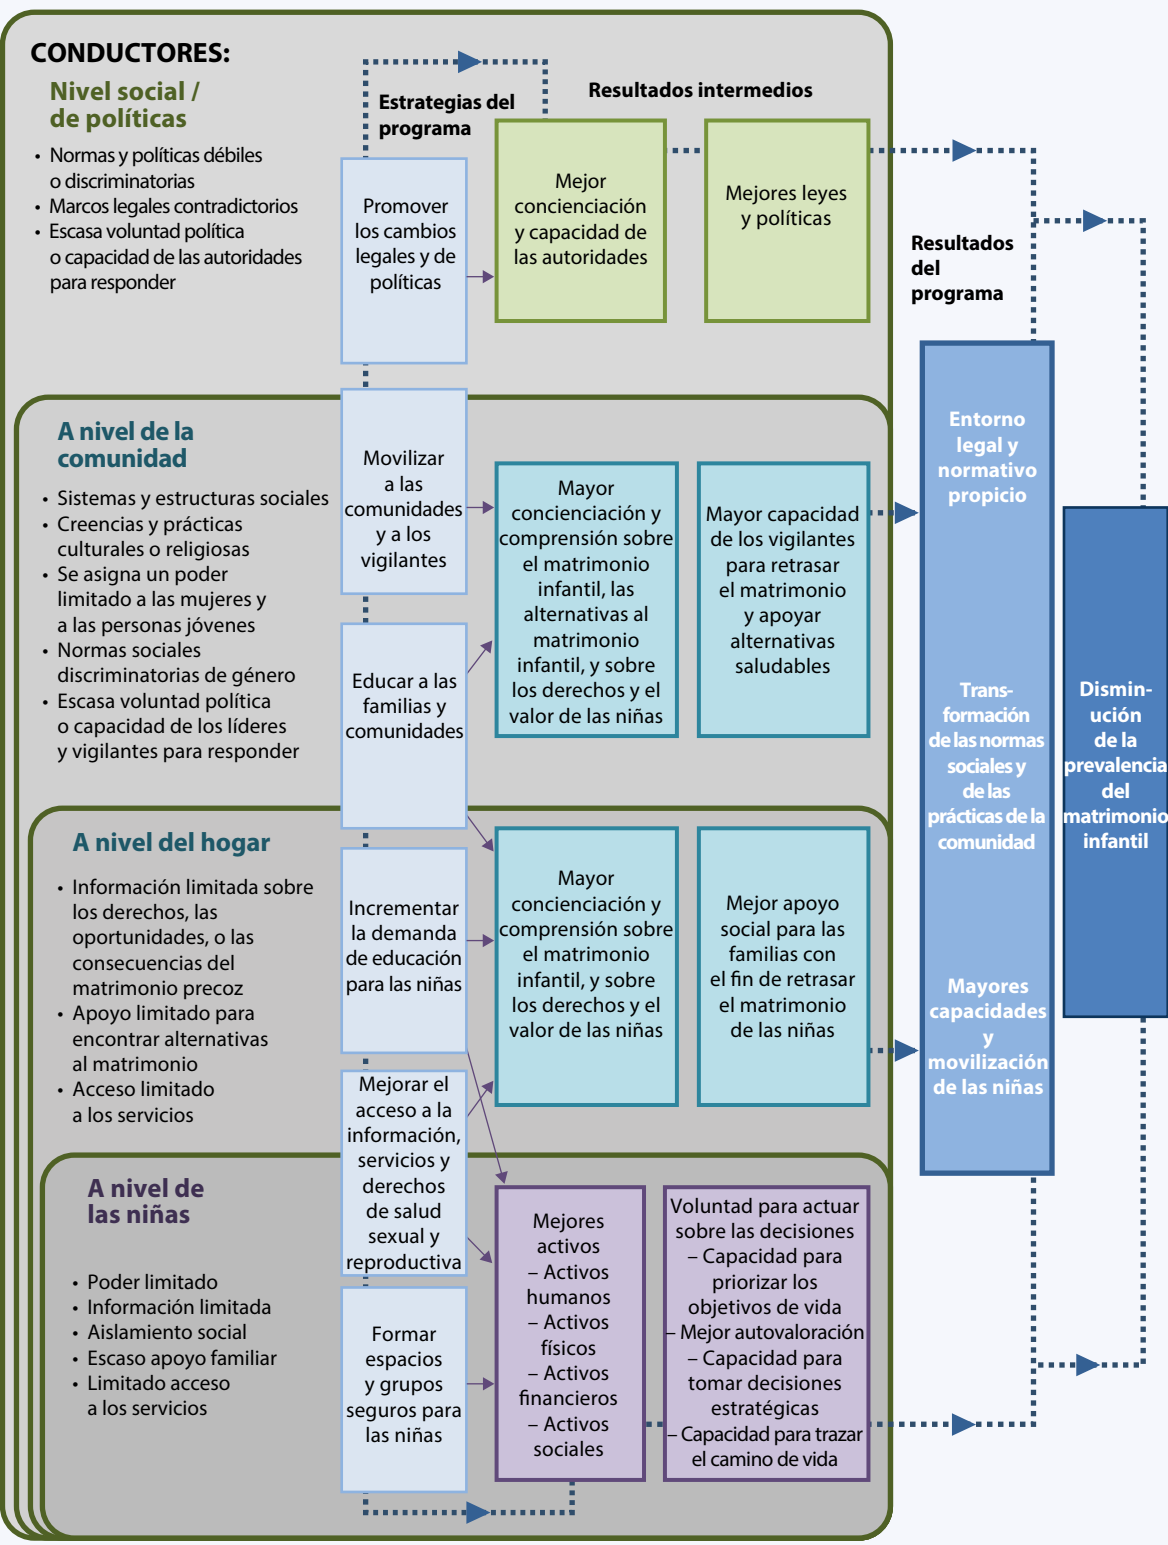 CONDUCTORES:
Nivel social /
de políticas
• Normas y políticas débiles
o discriminatorias
• Marcos legales contradictorios
• Escasa voluntad política
o capacidad de las autoridades
para responder
Estrategias del
programa
Resultados intermedios
Promover
los cambios
legales y de
políticas
Mejor
concienciación
y capacidad de
las autoridades
Mejores leyes
y políticas
Resultados
del
programa
A nivel de la
comunidad
• Sistemas y estructuras sociales
• Creencias y prácticas
culturales o religiosas
• Se asigna un poder
limitado a las mujeres y
a las personas jóvenes
• Normas sociales
discriminatorias de género
• Escasa voluntad política
o capacidad de los líderes
y vigilantes para responder
Movilizar
a las
comunidades
y a los
vigilantes
Educar a las
familias y
comunidades
Mayor
concienciación y
comprensión sobre
el matrimonio
infantil, las
alternativas al
matrimonio
infantil, y sobre
los derechos y el
valor de las niñas
Mayor capacidad
de los vigilantes
para retrasar
el matrimonio
y apoyar
alternativas
saludables
A nivel del hogar
• Información limitada sobre
los derechos, las
oportunidades, o las
consecuencias del
matrimonio precoz
• Apoyo limitado para
encontrar alternativas
al matrimonio
• Acceso limitado
a los servicios
Incrementar
la demanda
de educación
para las niñas
Mejorar el
acceso a la
información,
servicios y
derechos
de salud
sexual y
reproductiva
Mayor
concienciación y
comprensión sobre
el matrimonio
infantil, y sobre
los derechos y el
valor de las niñas
Mejor apoyo
social para las
familias con
el fin de retrasar
el matrimonio
de las niñas
A nivel de
las niñas
• Poder limitado
• Información limitada
• Aislamiento social
• Escaso apoyo familiar
• Limitado acceso
a los servicios
Formar
espacios
y grupos
seguros para
las niñas
Mejores
activos
– Activos
humanos
– Activos
físicos
– Activos
financieros
– Activos
sociales
Voluntad para actuar
sobre las decisiones
– Capacidad para
priorizar los
objetivos de vida
– Mejor autovaloración
– Capacidad para
tomar decisiones
estratégicas
– Capacidad para trazar
el camino de vida
Entorno
legal y
normativo
propicio
Trans-
formación
de las normas
sociales y
de las
prácticas de la
comunidad
Mayores
capacidades
y
movilización
de las niñas
Dismin-
ución
de la
prevalencia
del
matrimonio
infantil